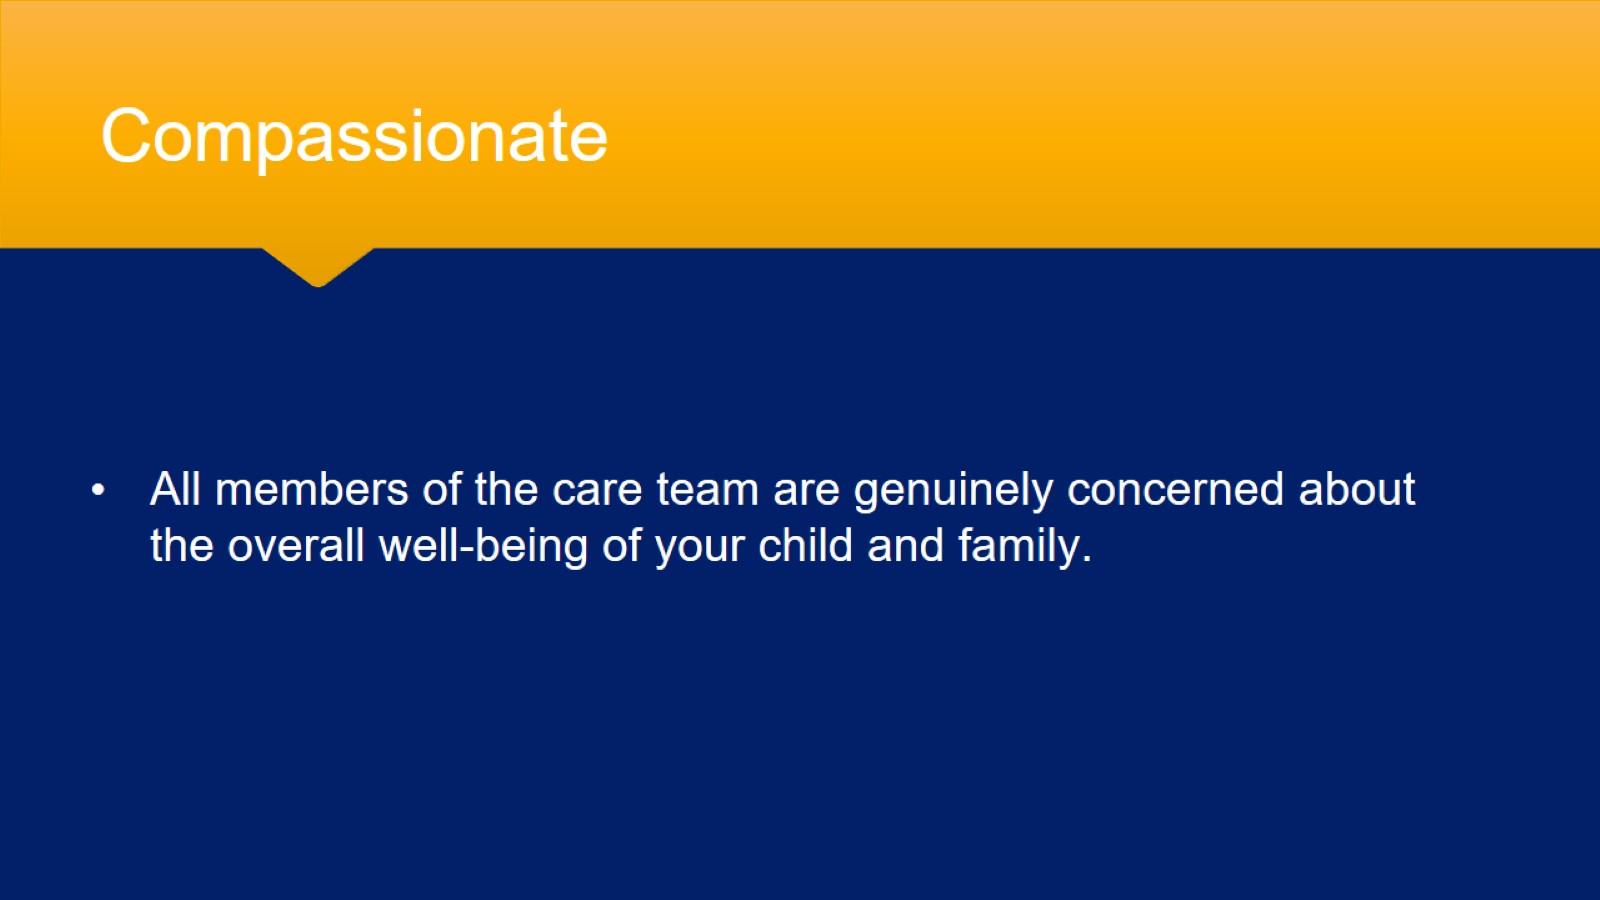 Compassionate
• All members of the care team are genuinely concerned about
the overall well-being of your child and family.